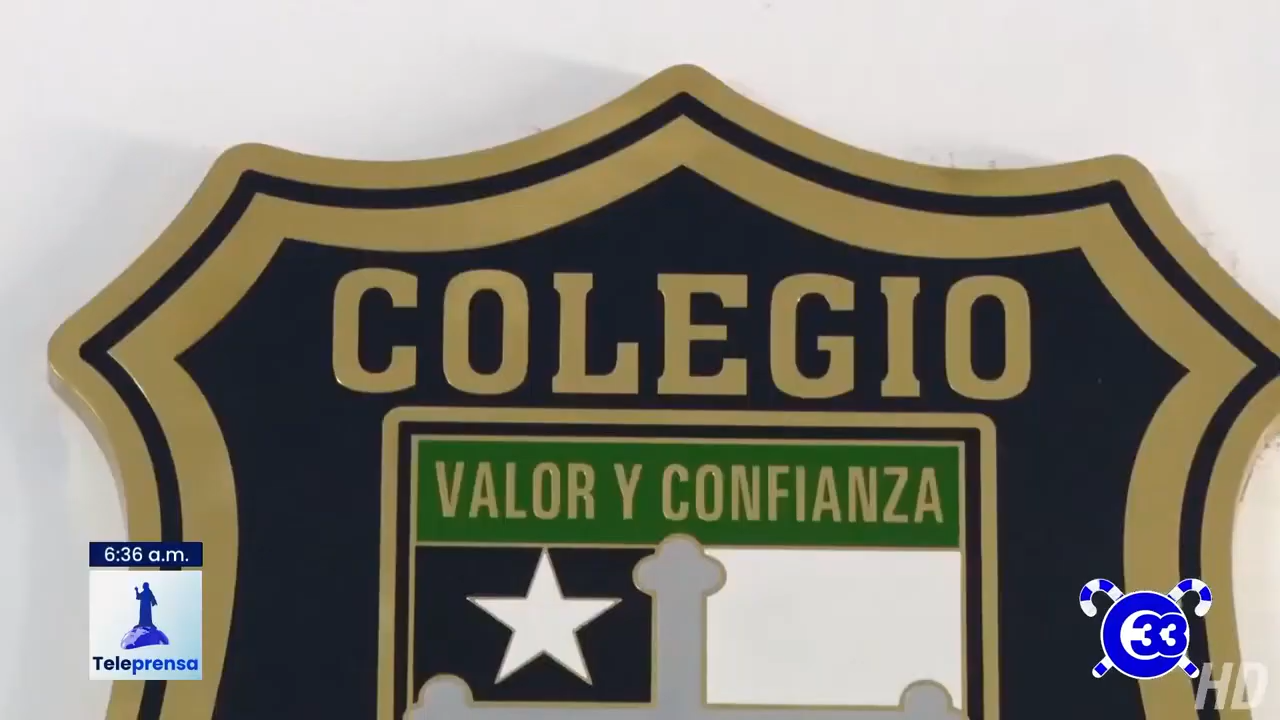 COLEGIO
VALOR Y CONFIANZA
6:36 a.m.
Teleprensa
33
HD